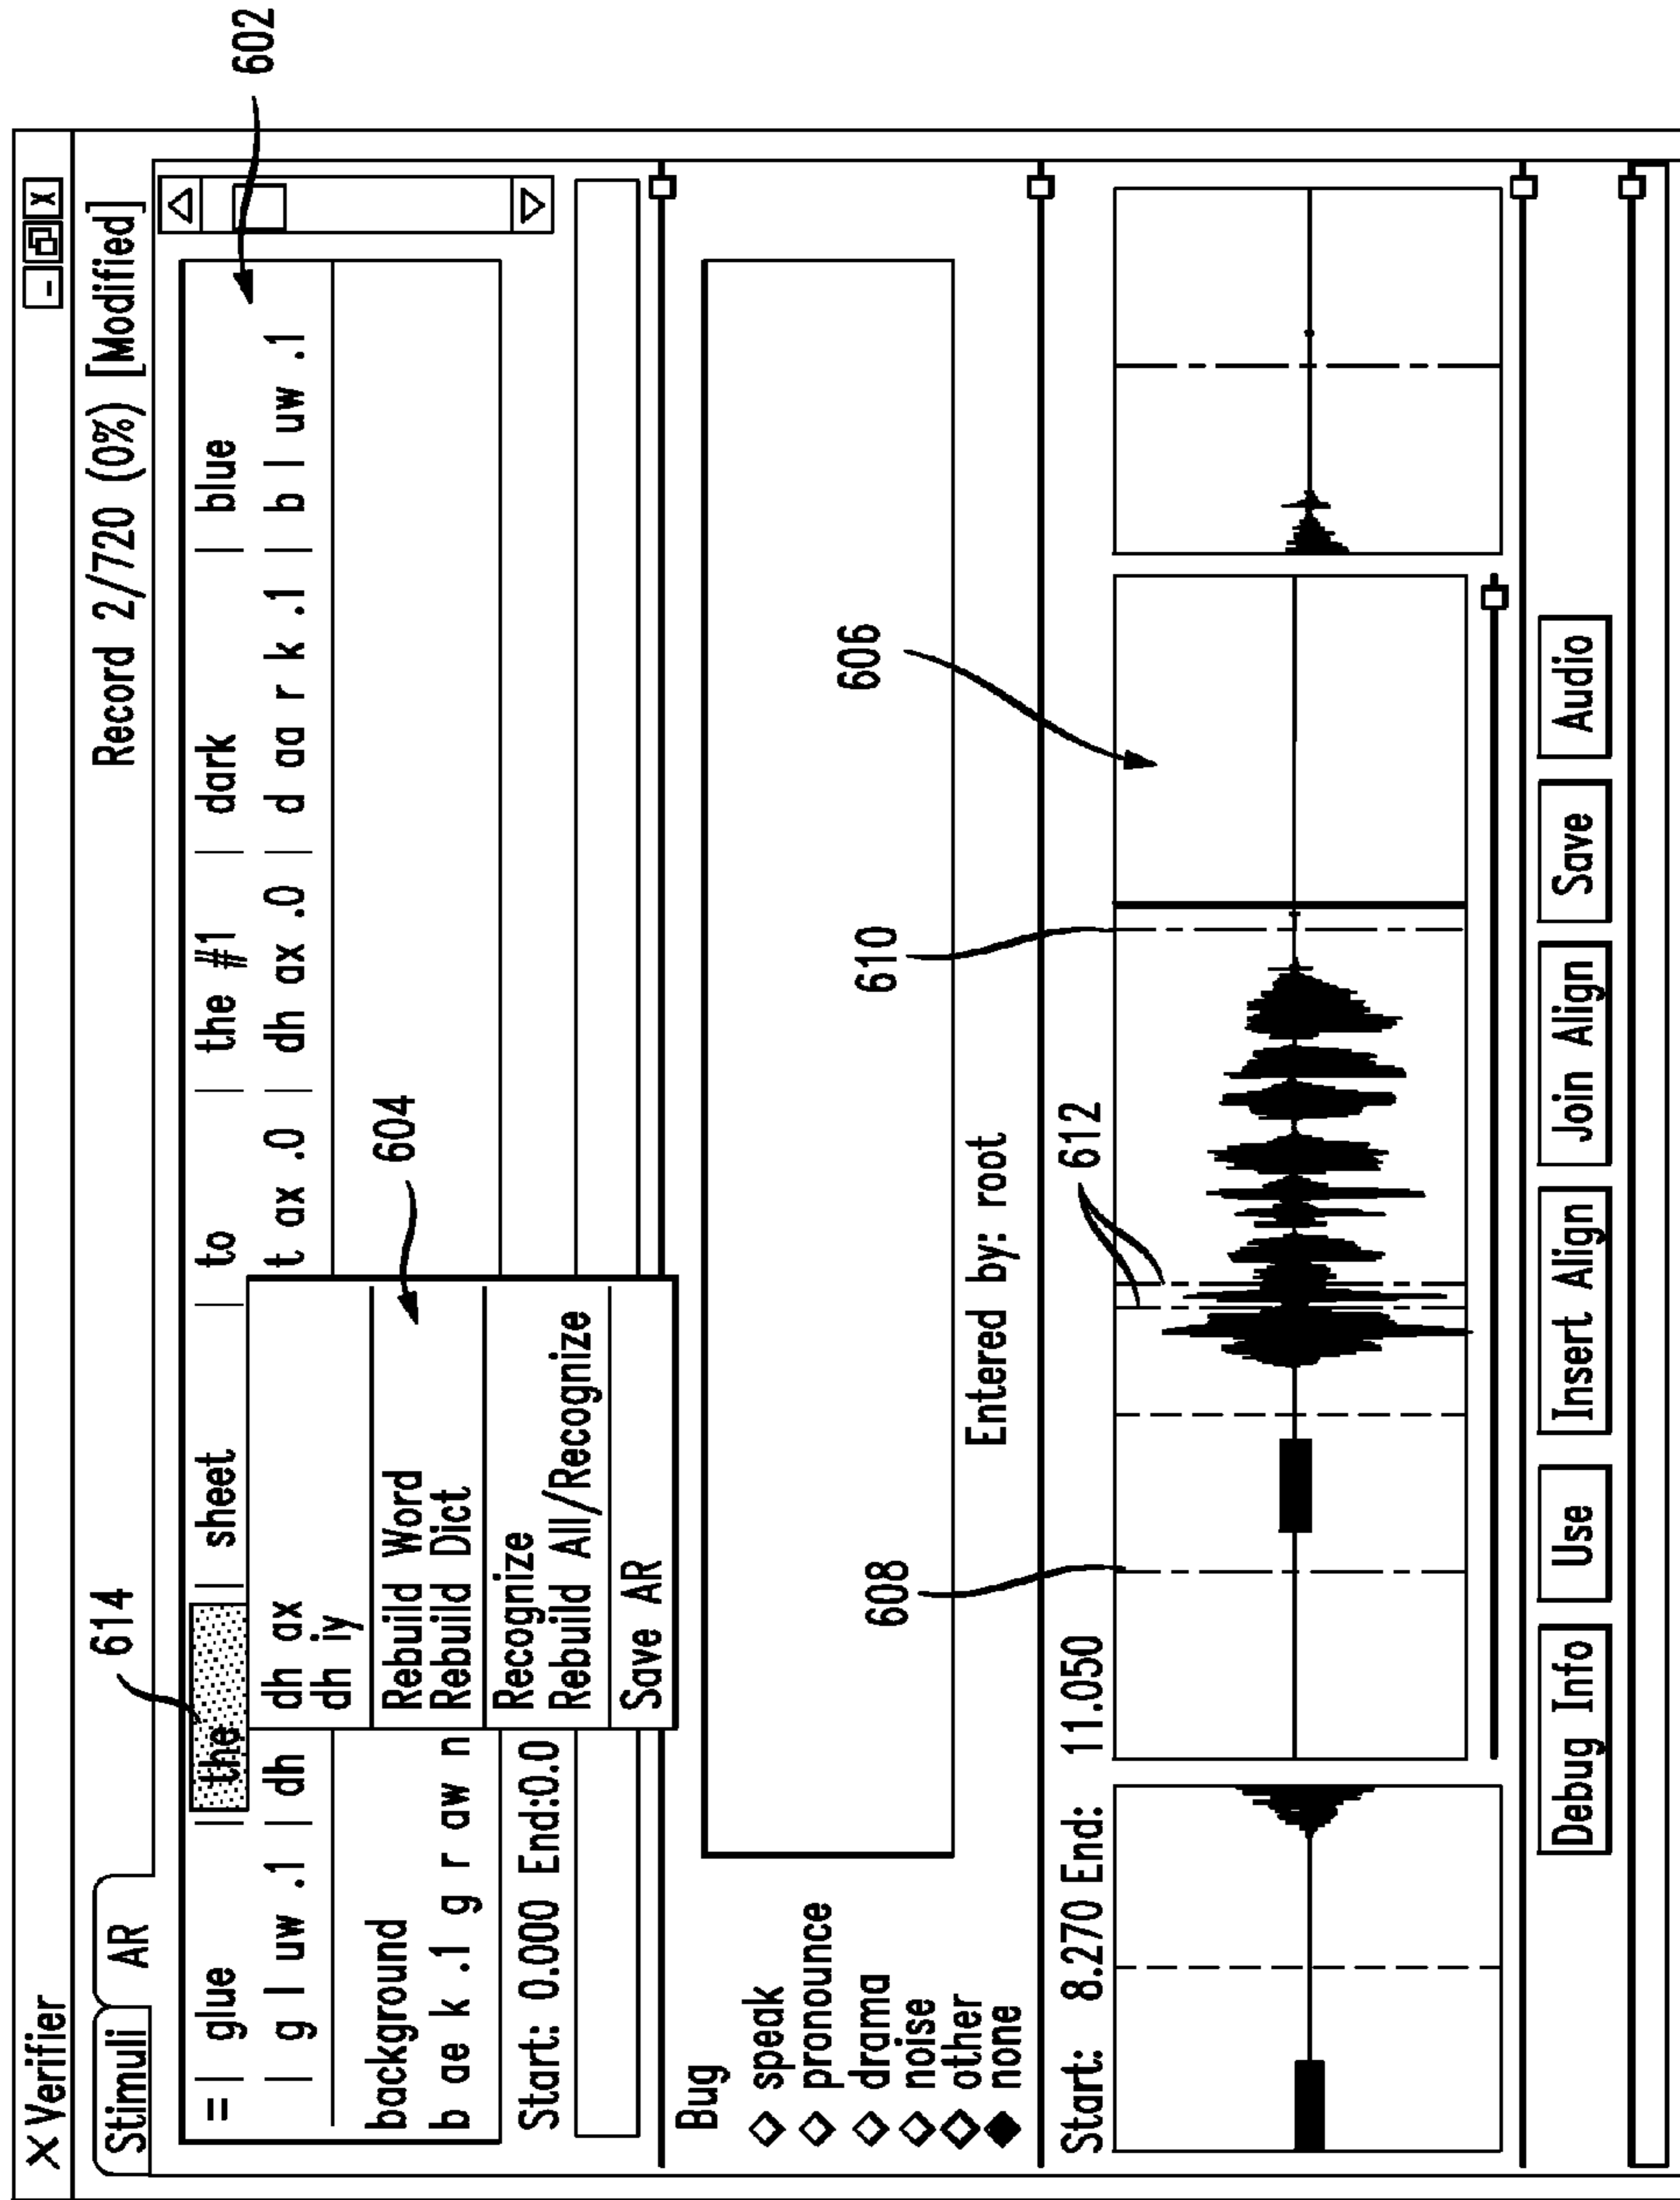 X Verifier
Stimuli AR
Record 2/720 (0%) [Modified]
= | glue | the | sheet | to | the #1 | dark | blue
| g l uw .1 | dh t ax .0 | dh ax .0 | d aa r k .1 | b l uw .1
dh ax
dh iy
Rebuild Word
Rebuild Dict
Recognize
Rebuild All/Recognize
Save AR
background
b ae k .1 g r aw n
Start: 0.000 End:0.0
602
604
614
Bug
speak
pronounce
drama
noise
other
none
Entered by: root
Start: 8.270 End: 11.050
606
608
610
612
Debug Info
Use
Insert Align
Join Align
Save
Audio